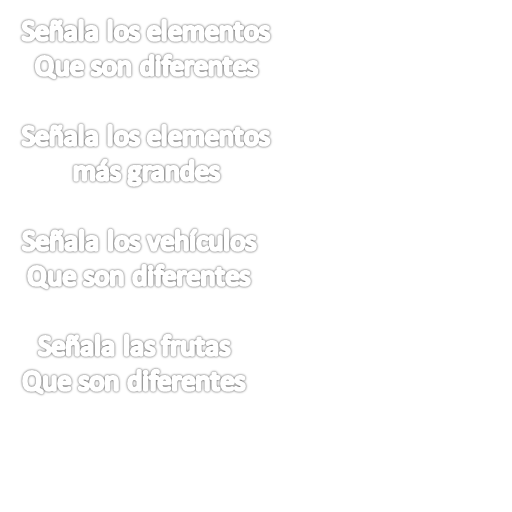 Señala los elementos
Que son diferentes
Señala los elementos
más grandes
Señala los vehículos
Que son diferentes
Señala las frutas
Que son diferentes